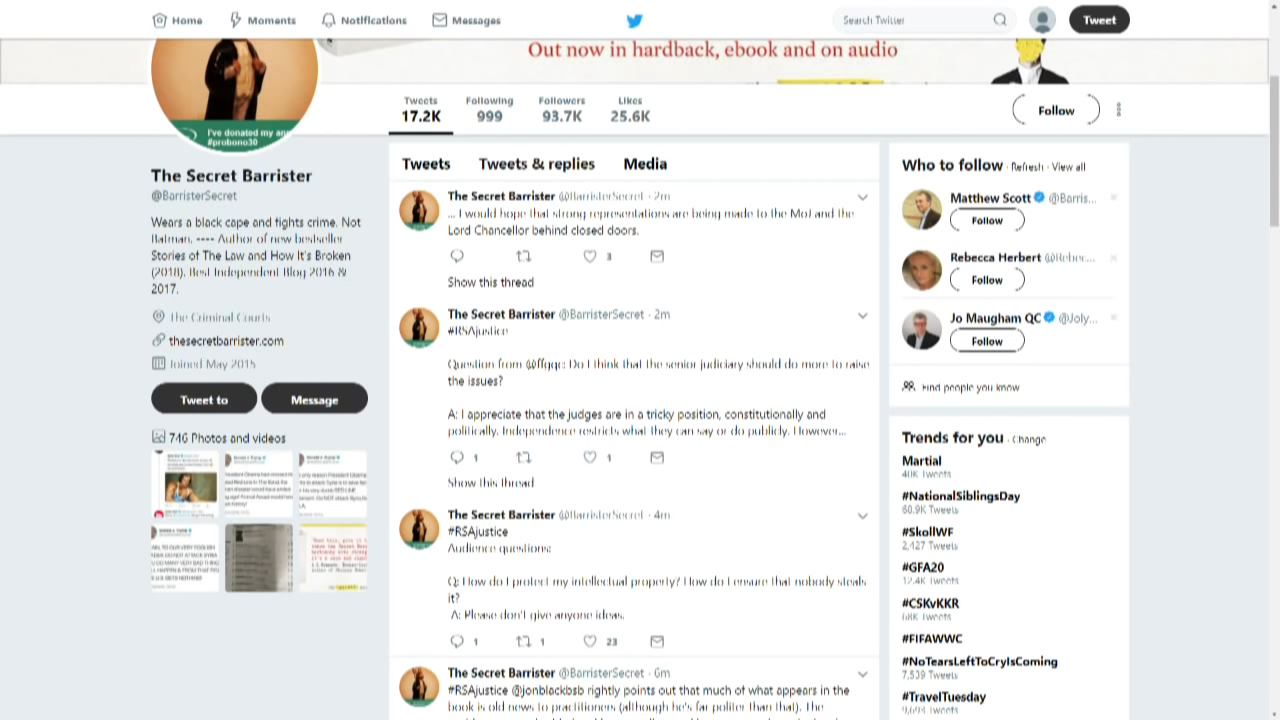 Home
Moments
Notifications
Messages
Search Twitter
Tweet
Out now in hardback, ebook and on audio
I've donated my
#probono30
Tweets
17.2K
Following
999
Followers
93.7K
Likes
25.6K
Follow
The Secret Barrister
@BarristerSecret
Wears a black cape and fights crime. Not
Batman. ---- Author of new bestseller
Stories of The Law and How It's Broken
(2018). Best Independent Blog 2016 &
2017.
The Criminal Courts
thesecretbarrister.com
Joined May 2015
Tweet to
Message
746 Photos and videos
Tweets
Tweets & replies
Media
The Secret Barrister @BarristerSecret · 2m
... I would hope that strong representations are being made to the MoJ and the
Lord Chancellor behind closed doors.
3
Show this thread
The Secret Barrister @BarristerSecret · 2m
#RSAjustice
Question from @ffgqc: Do I think that the senior judiciary should do more to raise
the issues?
A: I appreciate that the judges are in a tricky position, constitutionally and
politically. Independence restricts what they can say or do publicly. However...
1
1
Show this thread
The Secret Barrister @BarristerSecret · 4m
#RSAjustice
Audience questions:
Q: How do I protect my intellectual property? How do I ensure that nobody steals
it?
A: Please don't give anyone ideas.
1
1
23
The Secret Barrister @BarristerSecret · 6m
#RSAjustice @jonblackbsb rightly points out that much of what appears in the
book is old news to practitioners (although he's far politer than that). The
Who to follow · Refresh · View all
Matthew Scott @Barris...
Follow
Rebecca Herbert @Rebec...
Follow
Jo Maugham QC @Joly...
Follow
Find people you know
Trends for you · Change
Martial
40K Tweets
#NationalSiblingsDay
60.9K Tweets
#SkollWF
2,427 Tweets
#GFA20
12.4K Tweets
#CSKvKKR
68K Tweets
#FIFAWWC
#NoTearsLeftToCryIsComing
7,539 Tweets
#TravelTuesday
9,694 Tweets